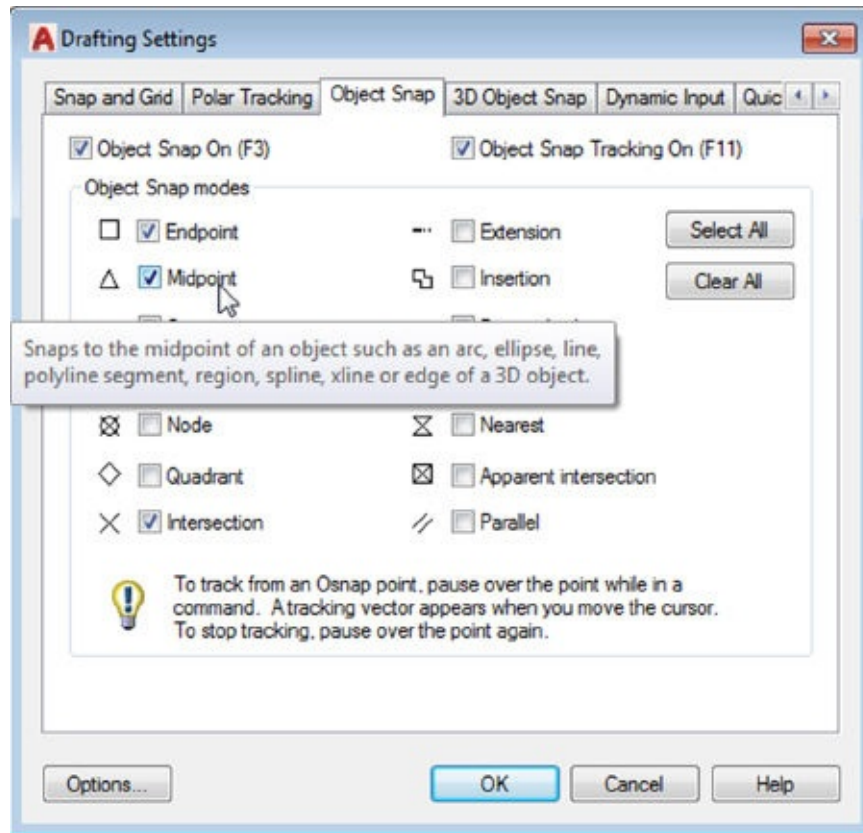 Drafting Settings
Snap and Grid Polar Tracking Object Snap 3D Object Snap Dynamic Input Quic
Object Snap On (F3) Object Snap Tracking On (F11)
Object Snap modes
Endpoint Extension Select All
Midpoint Insertion Clear All
Snaps to the midpoint of an object such as an arc, ellipse, line,
polyline segment, region, spline, xline or edge of a 3D object.
Node Nearest
Quadrant Apparent intersection
Intersection Parallel
To track from an Osnap point, pause over the point while in a
command. A tracking vector appears when you move the cursor.
To stop tracking, pause over the point again.
Options... OK Cancel Help